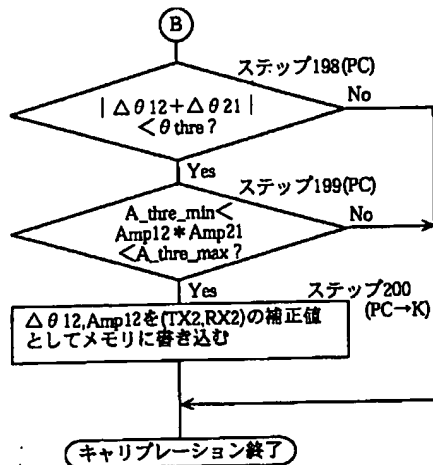 B
ステップ198(PC)
| △θ12+△θ21 |
<θthre?
No
Yes
ステップ199(PC)
A_thre_min<
Amp12*Amp21
<A_thre_max?
No
Yes
ステップ200
(PC→K)
△θ12,Amp12を(TX2,RX2)の補正値
としてメモリに書き込む
キャリブレーション終了